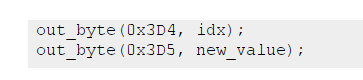 out_byte(0x3D4, idx);
out_byte(0x3D5, new_value);